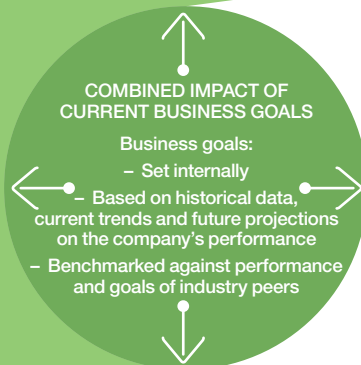 COMBINED IMPACT OF
CURRENT BUSINESS GOALS
Business goals:
– Set internally
– Based on historical data,
current trends and future projections
on the company’s performance
– Benchmarked against performance
and goals of industry peers